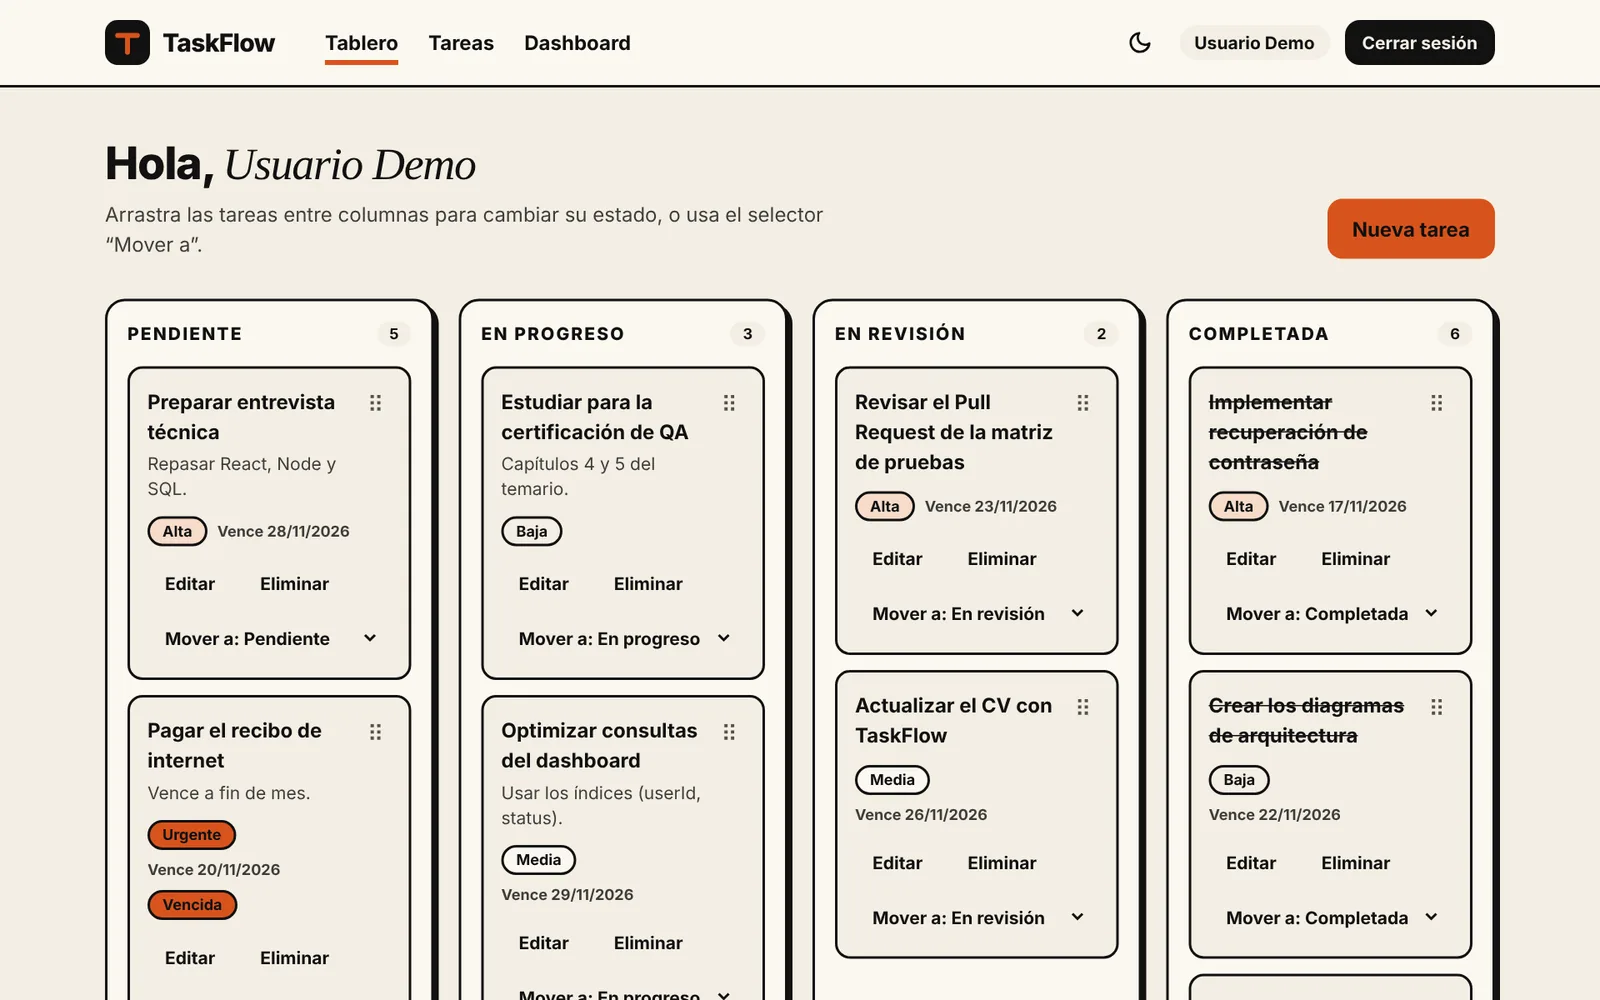 TaskFlow
Tablero
Tareas
Dashboard
Usuario Demo
Cerrar sesión
Hola, Usuario Demo
Arrastra las tareas entre columnas para cambiar su estado, o usa el selector
“Mover a”.
Nueva tarea
PENDIENTE
5
Preparar entrevista
técnica
Repasar React, Node y
SQL.
Alta
Vence 28/11/2026
Editar
Eliminar
Mover a: Pendiente
Pagar el recibo de
internet
Vence a fin de mes.
Urgente
Vence 20/11/2026
Vencida
Editar
Eliminar
EN PROGRESO
3
Estudiar para la
certificación de QA
Capítulos 4 y 5 del
temario.
Baja
Editar
Eliminar
Mover a: En progreso
Optimizar consultas
del dashboard
Usar los índices (userId,
status).
Media
Vence 29/11/2026
Editar
Eliminar
Mover a: En progreso
EN REVISIÓN
2
Revisar el Pull
Request de la matriz
de pruebas
Alta
Vence 23/11/2026
Editar
Eliminar
Mover a: En revisión
Actualizar el CV con
TaskFlow
Media
Vence 26/11/2026
Editar
Eliminar
Mover a: En revisión
COMPLETADA
6
Implementar
recuperación de
contraseña
Alta
Vence 17/11/2026
Editar
Eliminar
Mover a: Completada
Crear los diagramas
de arquitectura
Baja
Vence 22/11/2026
Editar
Eliminar
Mover a: Completada